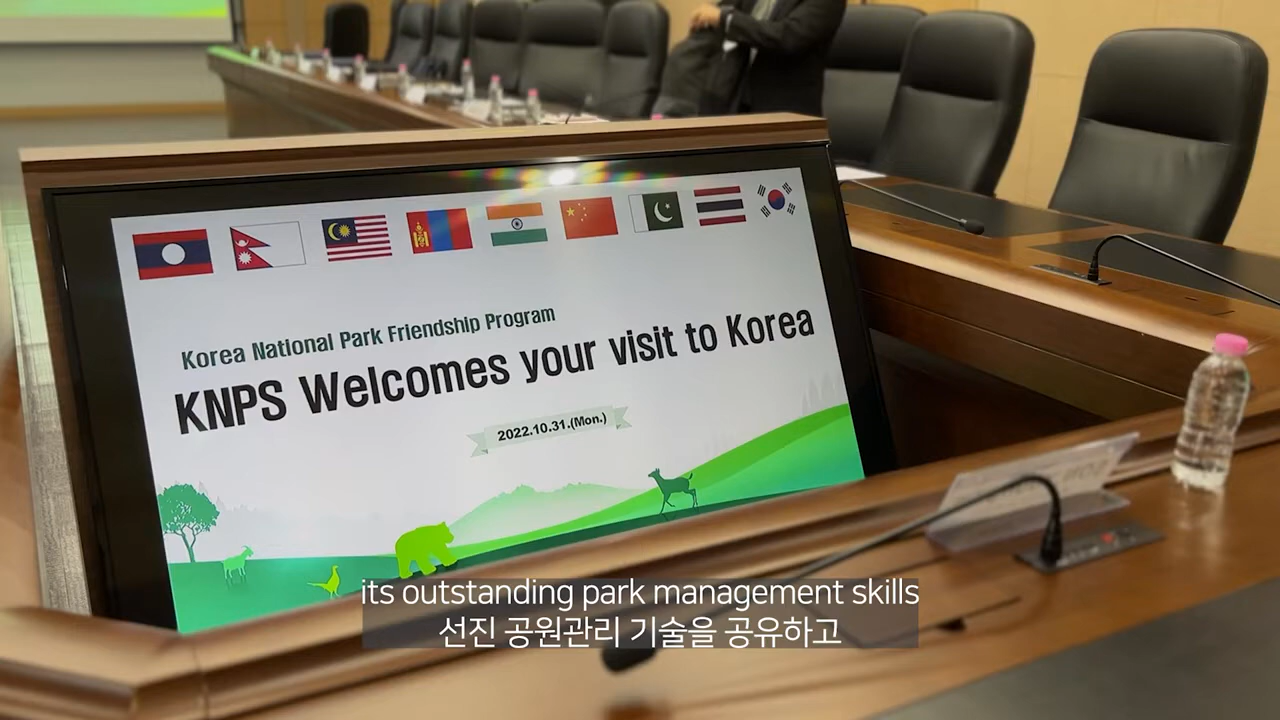 Korea National Park Friendship Program
KNPS Welcomes your visit to Korea
2022.10.31.(Mon.)
its outstanding park management skills
선진 공원관리 기술을 공유하고